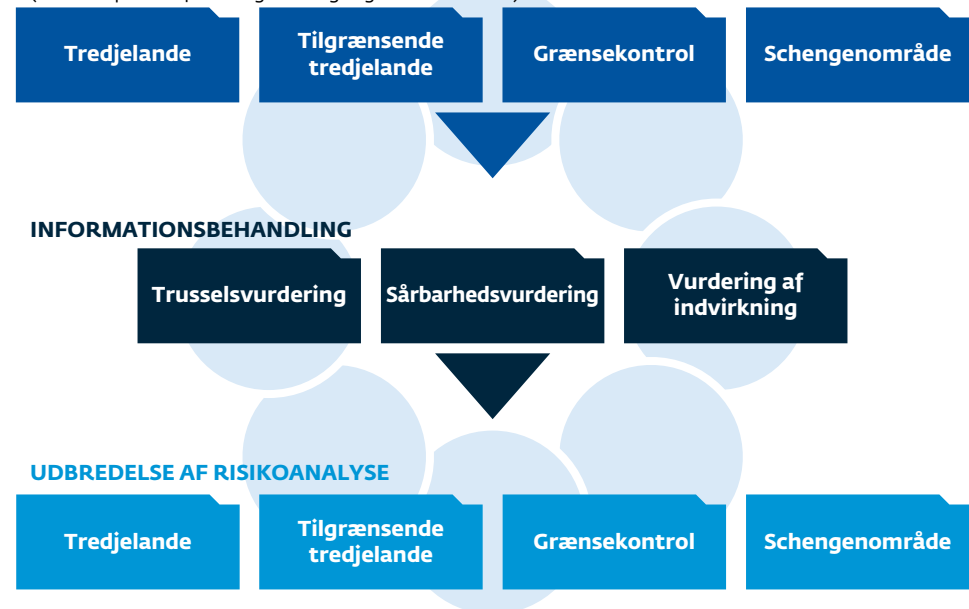 Tredjelande
Tilgrænsende
tredjelande
Grænsekontrol
Schengenområde
INFORMATIONSBEHANDLING
Trusselsvurdering
Sårbarhedsvurdering
Vurdering af
indvirkning
UDBREDELSE AF RISIKOANALYSE
Tredjelande
Tilgrænsende
tredjelande
Grænsekontrol
Schengenområde